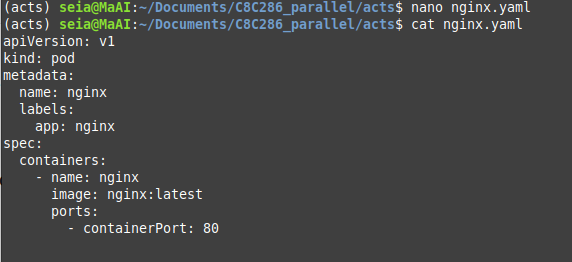 (acts) seia@MaAI:~/Documents/C8C286_parallel/acts$ nano nginx.yaml
(acts) seia@MaAI:~/Documents/C8C286_parallel/acts$ cat nginx.yaml
apiVersion: v1
kind: pod
metadata:
  name: nginx
  labels:
    app: nginx
spec:
  containers:
    - name: nginx
      image: nginx:latest
      ports:
        - containerPort: 80